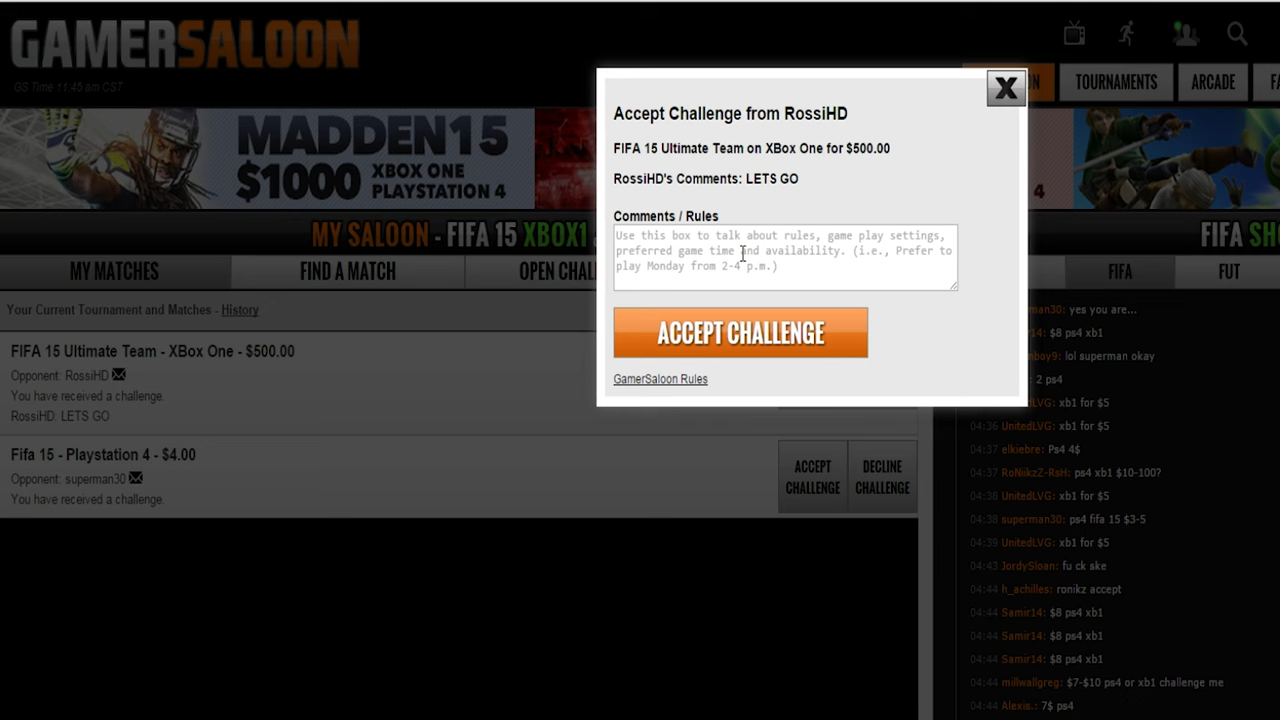 GAMERSALOON
GS Time 11:45 am CST
TOURNAMENTS
ARCADE
MADDEN 15
$1000 XBOX ONE
PLAYSTATION 4
4
MY SALOON - FIFA 15 XBOX1
MY MATCHES
FIND A MATCH
FIFA
FUT
Your Current Tournament and Matches - History
FIFA 15 Ultimate Team - XBox One - $500.00
Opponent: RossiHD
You have received a challenge.
RossiHD: LETS GO
Fifa 15 - Playstation 4 - $4.00
Opponent: superman30
You have received a challenge.
ACCEPT CHALLENGE
DECLINE CHALLENGE
X
Accept Challenge from RossiHD
FIFA 15 Ultimate Team on XBox One for $500.00
RossiHD's Comments: LETS GO
Comments / Rules
Use this box to talk about rules, game play settings,
preferred game time and availability. (i.e., Prefer to
play Monday from 2-4 p.m.)
ACCEPT CHALLENGE
GamerSaloon Rules
yes you are...
$8 ps4 xb1
lol superman okay
2 ps4
xb1 for $5
04:36 UnitedLVG: xb1 for $5
04:37 elkiebre: Ps4 4$
04:37 RoNiikzZ-RsH: ps4 xb1 $10-100?
04:38 UnitedLVG: xb1 for $5
04:38 superman30: ps4 fifa 15 $3-5
04:39 UnitedLVG: xb1 for $5
04:43 JordySloan: fu ck ske
04:44 h_achilles: ronikz accept
04:44 Samir14: $8 ps4 xb1
04:44 Samir14: $8 ps4 xb1
04:44 Samir14: $8 ps4 xb1
04:44 millwallgreg: $7-$10 ps4 or xb1 challenge me
04:44 Alexis.: 7$ ps4